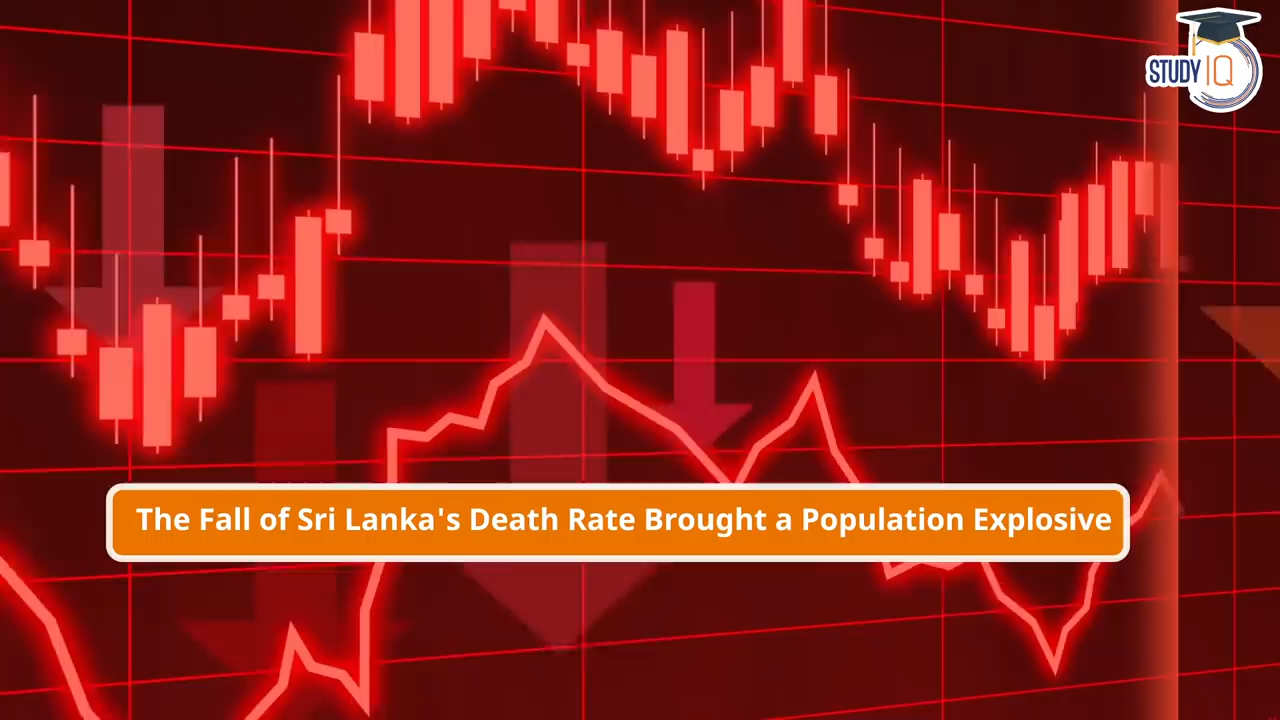 STUDY IQ
The Fall of Sri Lanka's Death Rate Brought a Population Explosive